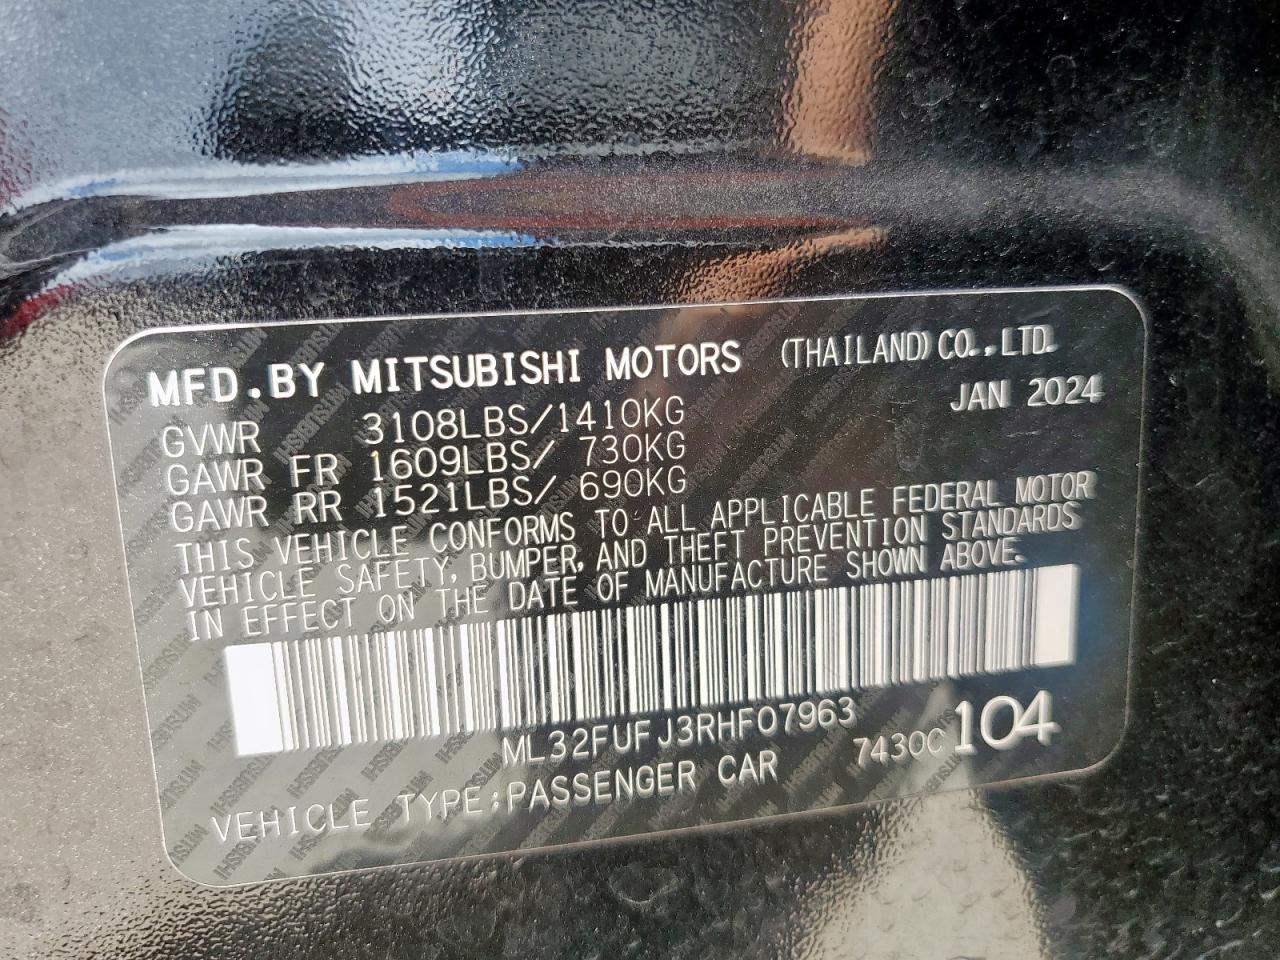 MFD.BY MITSUBISHI MOTORS (THAILAND) CO.,LTD.
JAN 2024
GVWR 3108LBS/1410KG
GAWR FR 1609LBS/ 730KG
GAWR RR 1521LBS/ 690KG
THIS VEHICLE CONFORMS TO ALL APPLICABLE FEDERAL MOTOR
VEHICLE SAFETY, BUMPER, AND THEFT PREVENTION STANDARDS
IN EFFECT ON THE DATE OF MANUFACTURE SHOWN ABOVE.
ML32FUFJ3RHF07963
VEHICLE TYPE:PASSENGER CAR 7430C 104